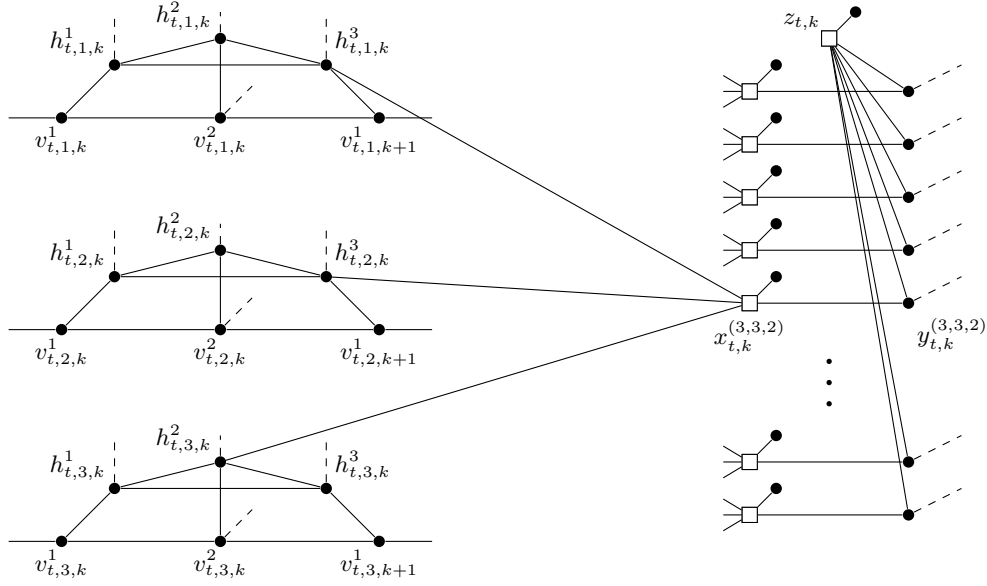 h^2_{t,1,k}
h^1_{t,1,k}
h^3_{t,1,k}
v^1_{t,1,k}
v^2_{t,1,k}
v^1_{t,1,k+1}
h^2_{t,2,k}
h^1_{t,2,k}
h^3_{t,2,k}
v^1_{t,2,k}
v^2_{t,2,k}
v^1_{t,2,k+1}
h^2_{t,3,k}
h^1_{t,3,k}
h^3_{t,3,k}
v^1_{t,3,k}
v^2_{t,3,k}
v^1_{t,3,k+1}
z_{t,k}
x^{(3,3,2)}_{t,k}
y^{(3,3,2)}_{t,k}